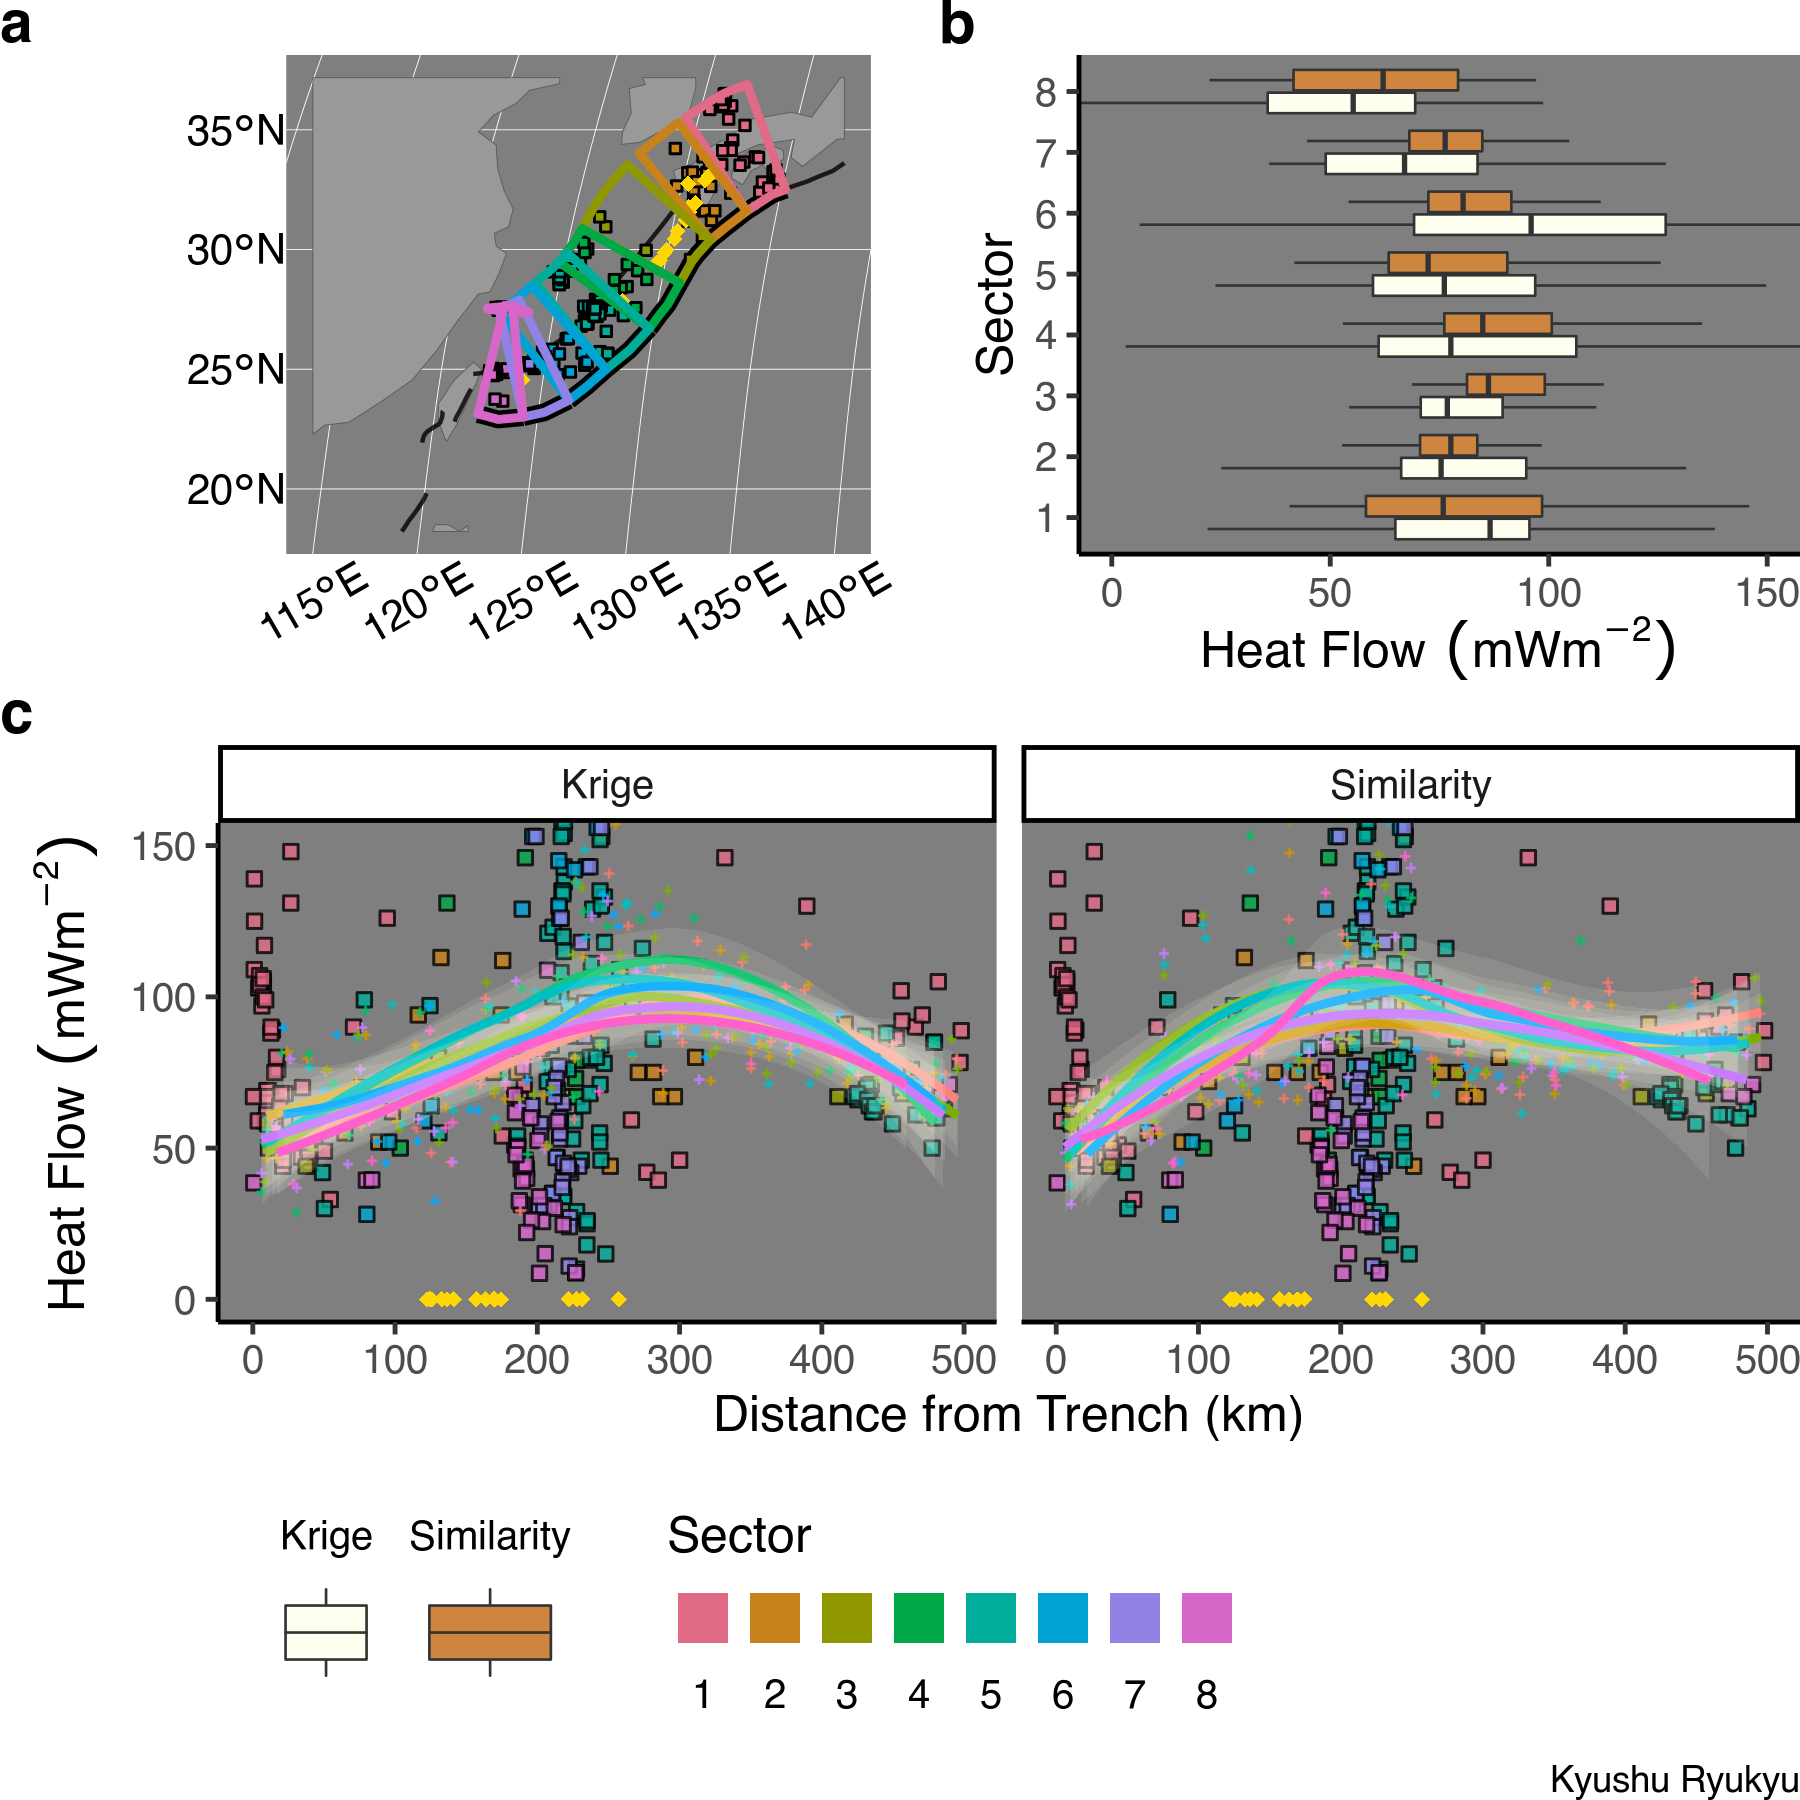 a
35°N
30°N
25°N
20°N
115°E 120°E 125°E 130°E 135°E 140°E
b
Sector
8
7
6
5
4
3
2
1
0 50 100 150
Heat Flow (mWm−2)
c
Krige Similarity
Heat Flow (mWm−2)
150
100
50
0
0 100 200 300 400 500 0 100 200 300 400 500
Distance from Trench (km)
Krige Similarity
Sector
1 2 3 4 5 6 7 8
Kyushu Ryukyu